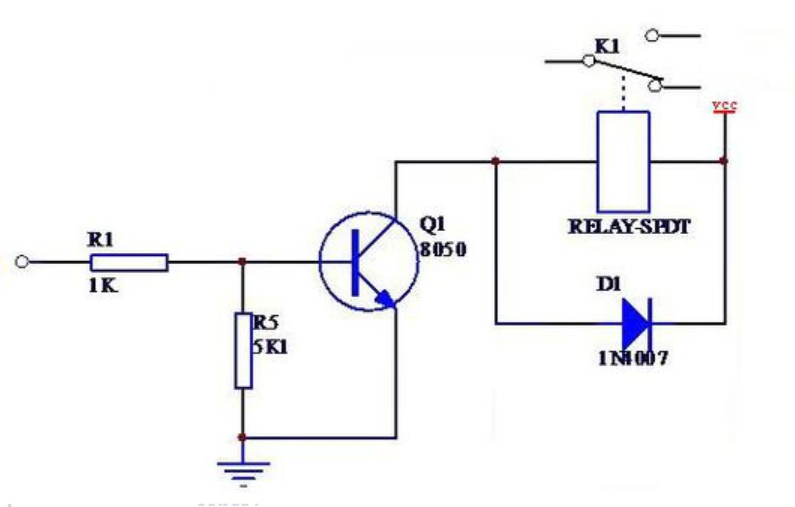 K1
vcc
RELAY-SPDT
R1
1K
Q1
8050
R5
5K1
D1
1N4007